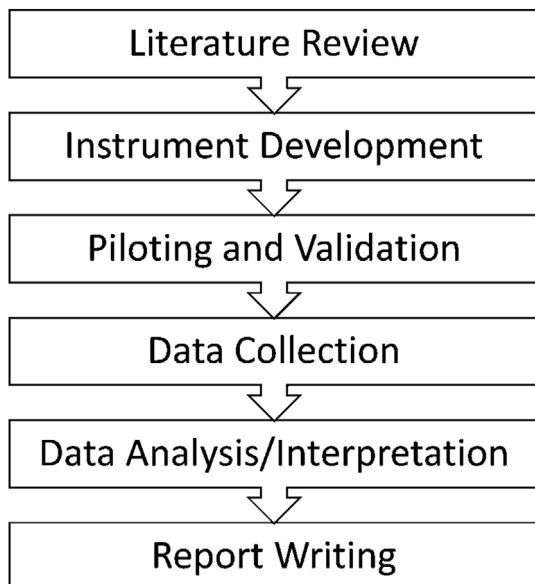 Literature Review
Instrument Development
Piloting and Validation
Data Collection
Data Analysis/Interpretation
Report Writing